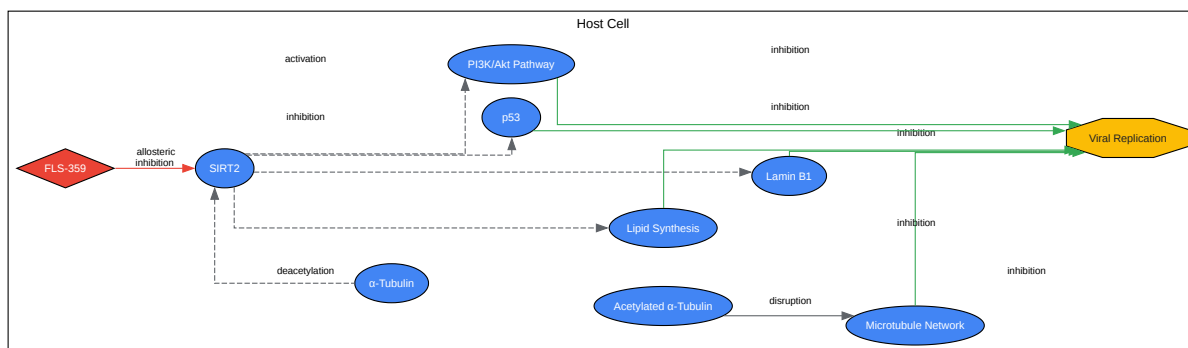 Host Cell
activation
PI3K/Akt Pathway
inhibition
inhibition
p53
inhibition
inhibition
Viral Replication
allosteric
inhibition
FLS-359
SIRT2
Lamin B1
Lipid Synthesis
inhibition
deacetylation
α-Tubulin
inhibition
Acetylated α-Tubulin
disruption
Microtubule Network